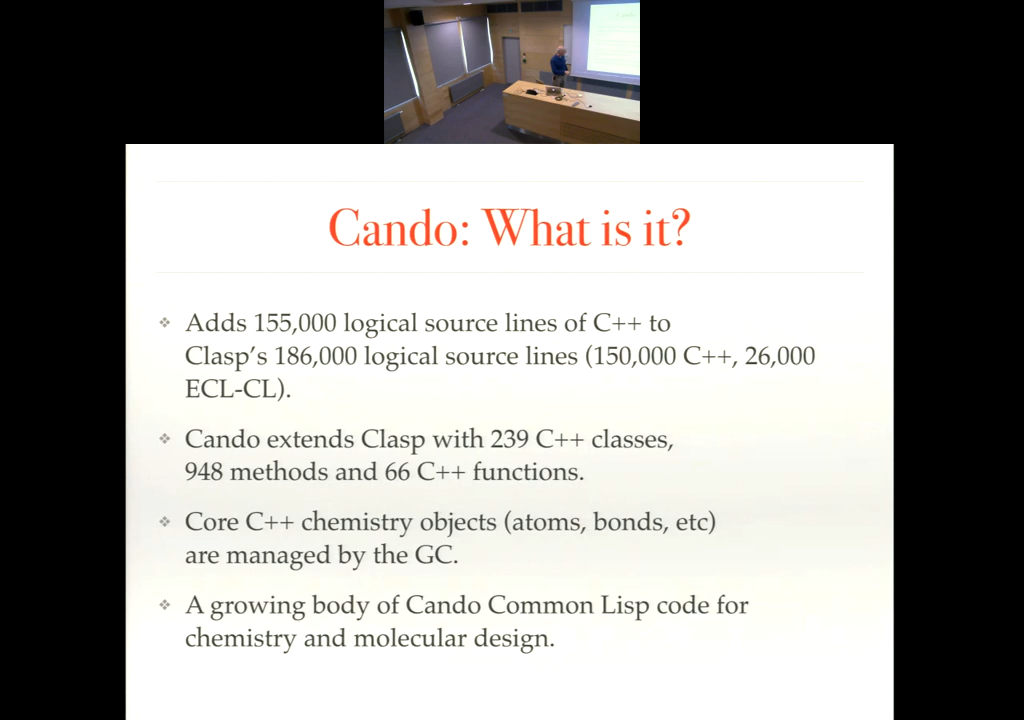 Cando: What is it?
Adds 155,000 logical source lines of C++ to
Clasp's 186,000 logical source lines (150,000 C++, 26,000
ECL-CL).
Cando extends Clasp with 239 C++ classes,
948 methods and 66 C++ functions.
Core C++ chemistry objects (atoms, bonds, etc)
are managed by the GC.
A growing body of Cando Common Lisp code for
chemistry and molecular design.